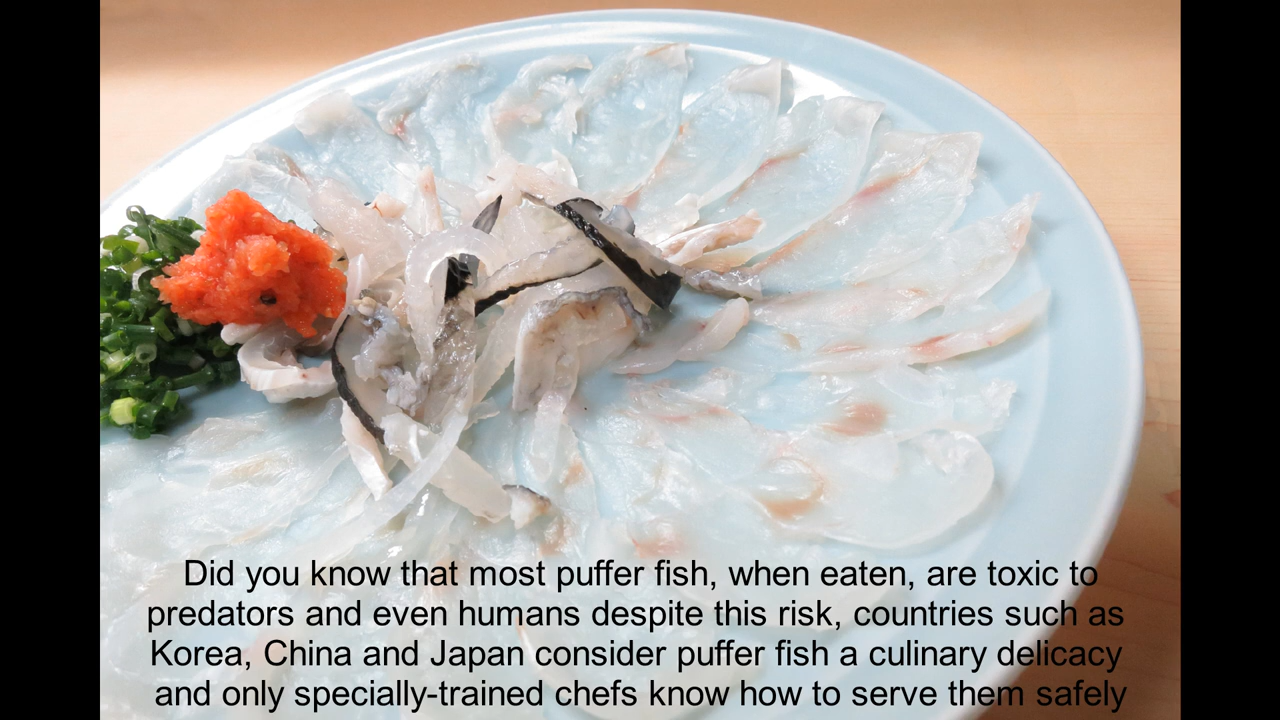 Did you know that most puffer fish, when eaten, are toxic to
predators and even humans despite this risk, countries such as
Korea, China and Japan consider puffer fish a culinary delicacy
and only specially-trained chefs know how to serve them safely